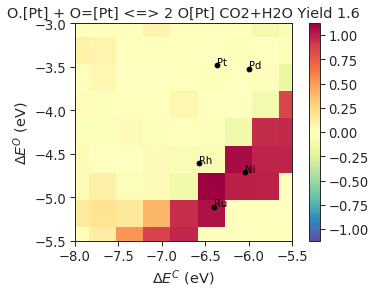 O.[Pt] + O=[Pt] <=> 2 O[Pt] CO2+H2O Yield 1.6
−3.0
−3.5
−4.0
−4.5
−5.0
−5.5
ΔE^O (eV)
Pt
Pd
Rh
Ni
Ru
−8.0 −7.5 −7.0 −6.5 −6.0 −5.5
ΔE^C (eV)
1.00
0.75
0.50
0.25
0.00
−0.25
−0.50
−0.75
−1.00